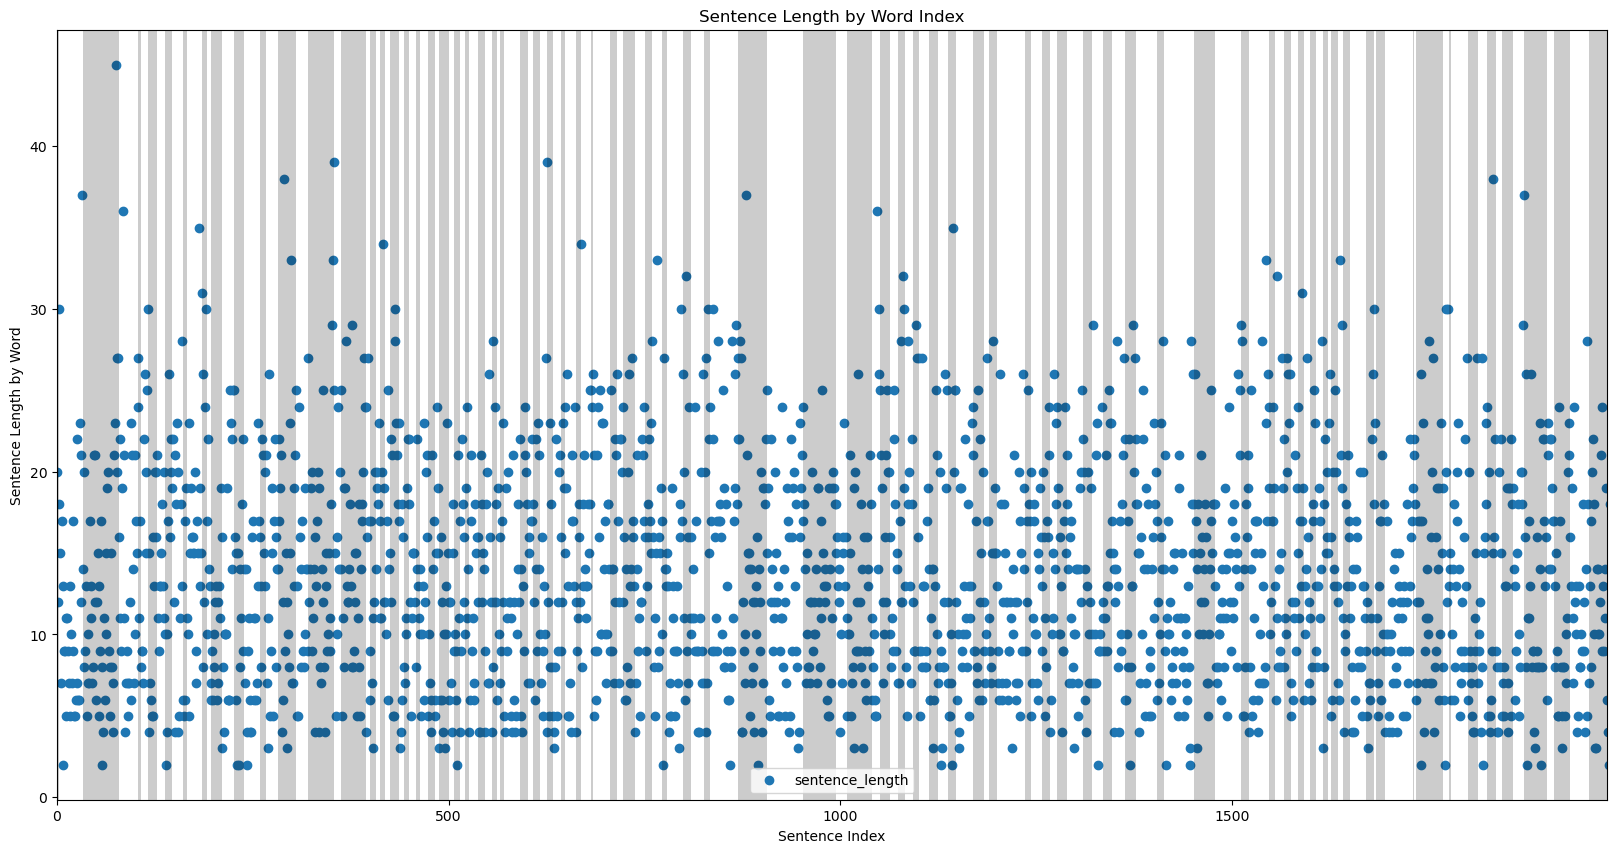 Sentence Length by Word Index
Sentence Length by Word
40
30
20
10
0
0 500 1000 1500
sentence_length
Sentence Index